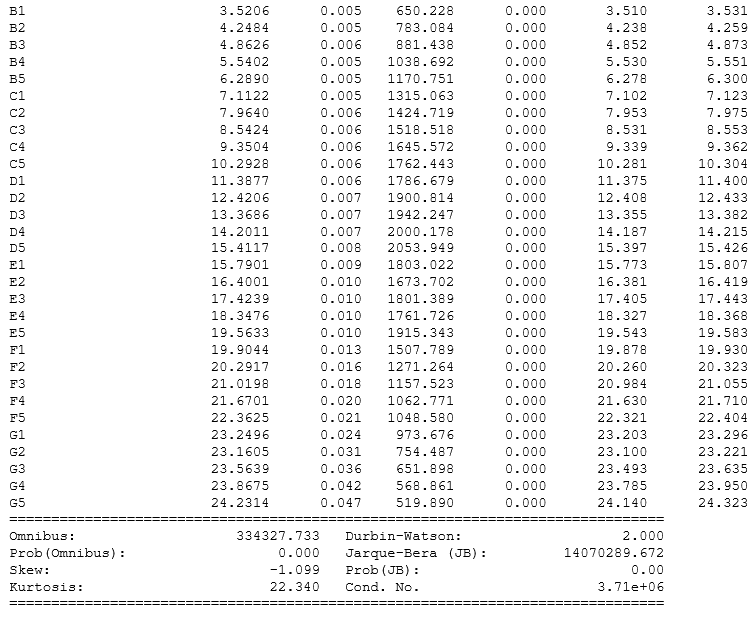 B1 3.5206 0.005 650.228 0.000 3.510 3.531
B2 4.2484 0.005 783.084 0.000 4.238 4.259
B3 4.8626 0.006 881.438 0.000 4.852 4.873
B4 5.5402 0.005 1038.692 0.000 5.530 5.551
B5 6.2890 0.005 1170.751 0.000 6.278 6.300
C1 7.1122 0.005 1315.063 0.000 7.102 7.123
C2 7.9640 0.006 1424.719 0.000 7.953 7.975
C3 8.5424 0.006 1518.518 0.000 8.531 8.553
C4 9.3504 0.006 1645.572 0.000 9.339 9.362
C5 10.2928 0.006 1762.443 0.000 10.281 10.304
D1 11.3877 0.006 1786.679 0.000 11.375 11.400
D2 12.4206 0.007 1900.814 0.000 12.408 12.433
D3 13.3686 0.007 1942.247 0.000 13.355 13.382
D4 14.2011 0.007 2000.178 0.000 14.187 14.215
D5 15.4117 0.008 2053.949 0.000 15.397 15.426
E1 15.7901 0.009 1803.022 0.000 15.773 15.807
E2 16.4001 0.010 1673.702 0.000 16.381 16.419
E3 17.4239 0.010 1801.389 0.000 17.405 17.443
E4 18.3476 0.010 1761.726 0.000 18.327 18.368
E5 19.5633 0.010 1915.343 0.000 19.543 19.583
F1 19.9044 0.013 1507.789 0.000 19.878 19.930
F2 20.2917 0.016 1271.264 0.000 20.260 20.323
F3 21.0198 0.018 1157.523 0.000 20.984 21.055
F4 21.6701 0.020 1062.771 0.000 21.630 21.710
F5 22.3625 0.021 1048.580 0.000 22.321 22.404
G1 23.2496 0.024 973.676 0.000 23.203 23.296
G2 23.1605 0.031 754.487 0.000 23.100 23.221
G3 23.5639 0.036 651.898 0.000 23.493 23.635
G4 23.8675 0.042 568.861 0.000 23.785 23.950
G5 24.2314 0.047 519.890 0.000 24.140 24.323
==============================================================================
Omnibus: 334327.733 Durbin-Watson: 2.000
Prob(Omnibus): 0.000 Jarque-Bera (JB): 14070289.672
Skew: -1.099 Prob(JB): 0.00
Kurtosis: 22.340 Cond. No. 3.71e+06
==============================================================================